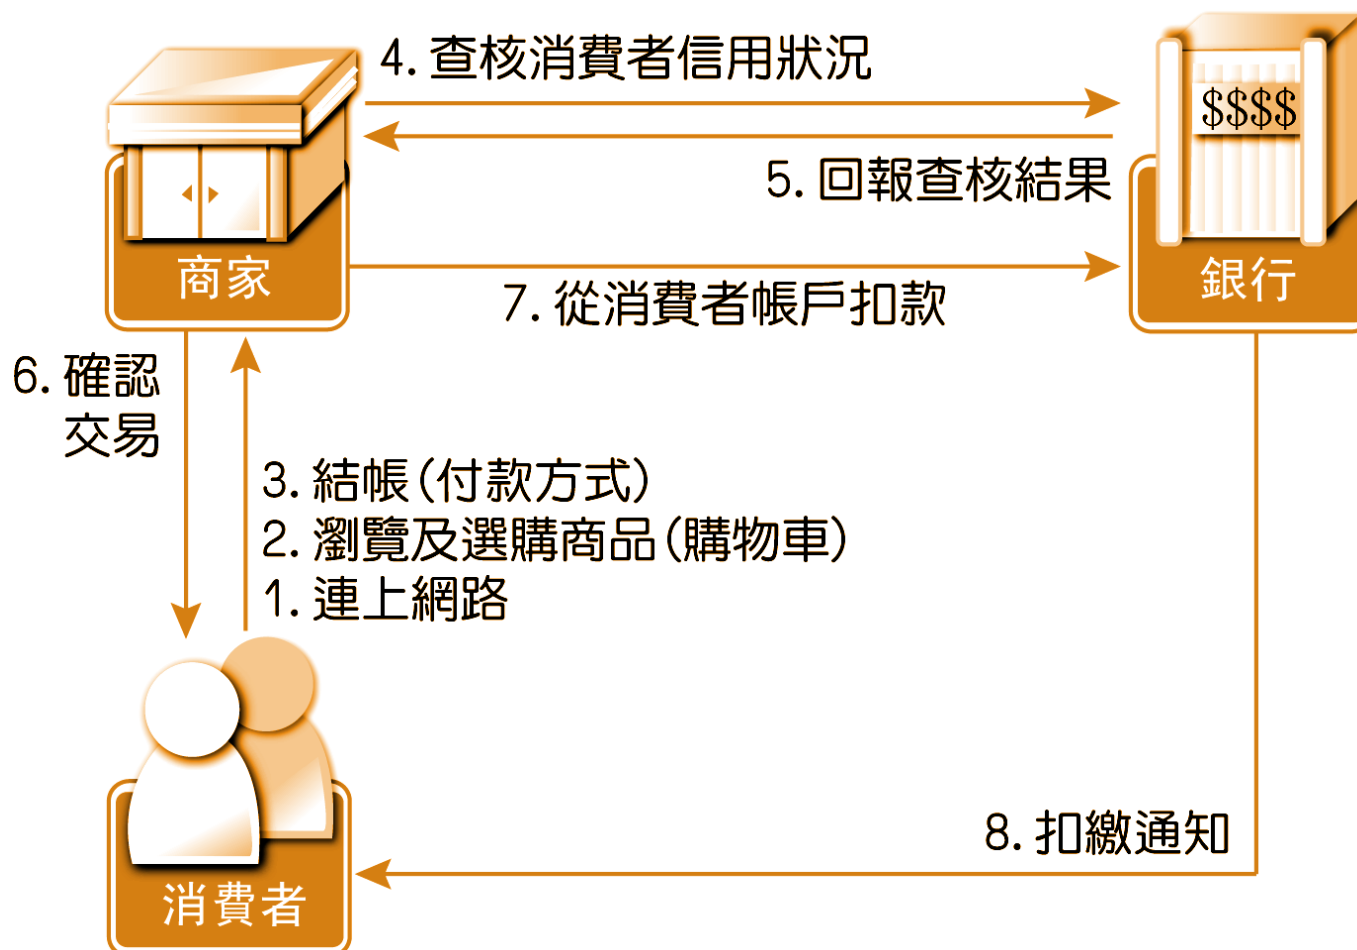 4. 查核消費者信用狀況
$$$$
5. 回報查核結果
商家
銀行
7. 從消費者帳戶扣款
6. 確認
交易
3. 結帳(付款方式)
2. 瀏覽及選購商品(購物車)
1. 連上網路
8. 扣繳通知
消費者